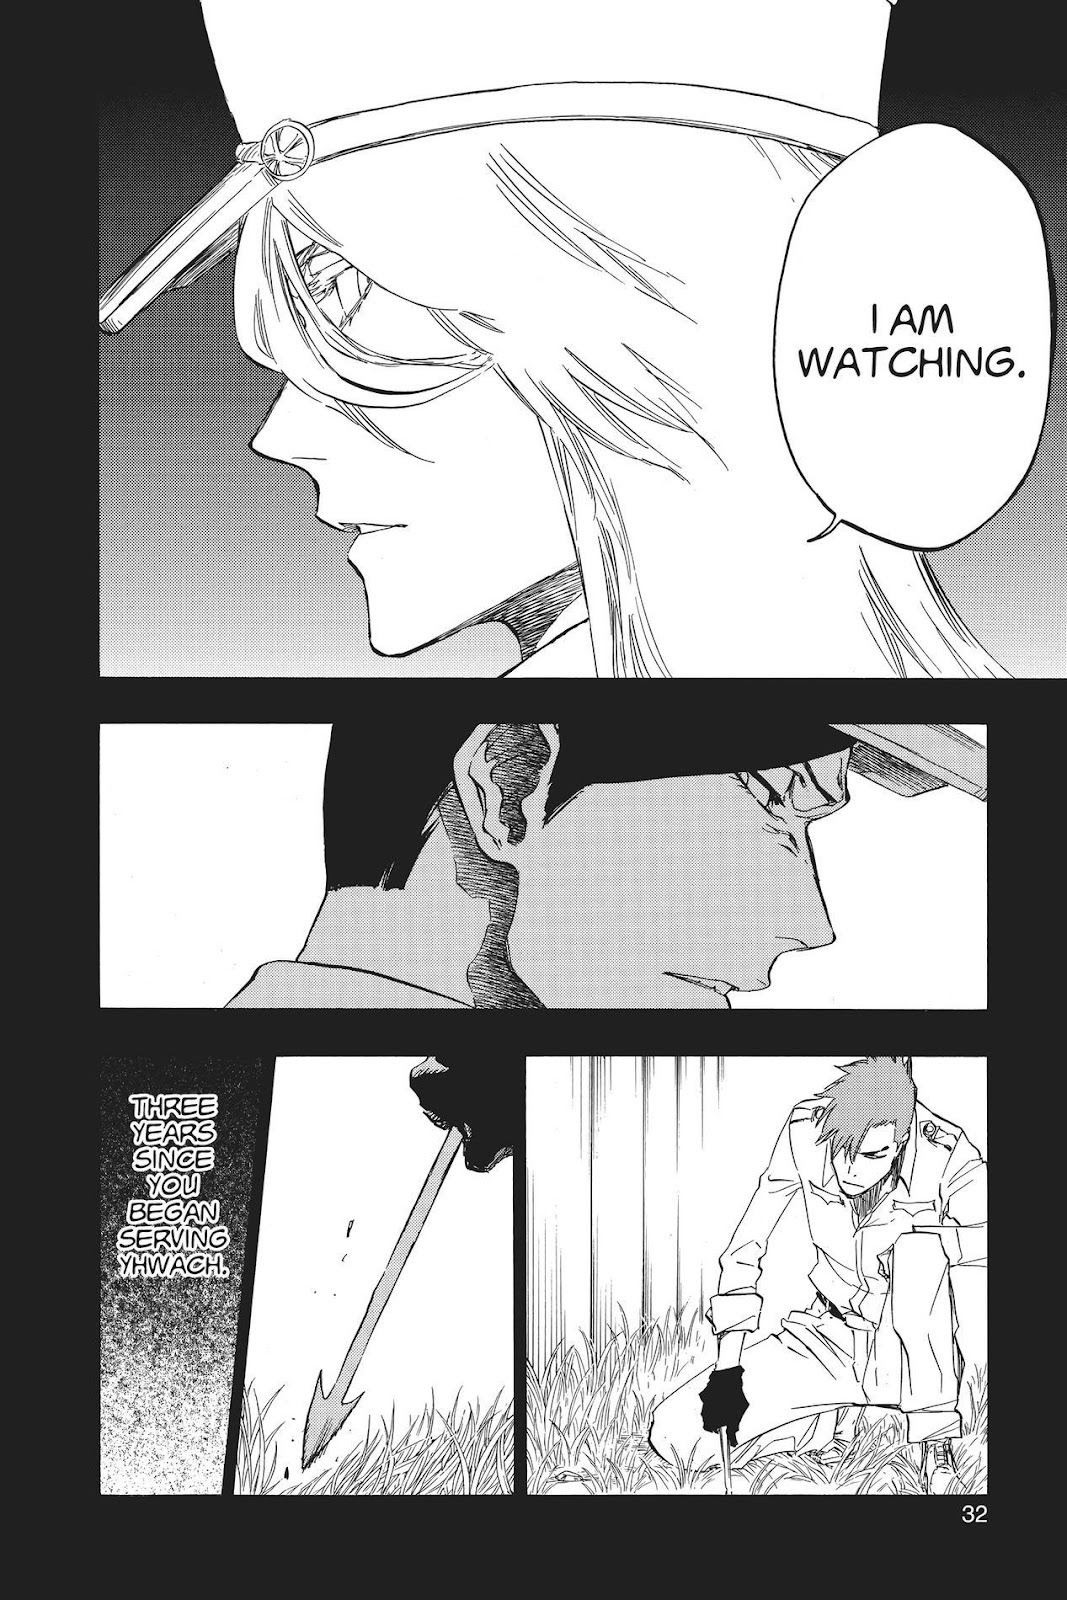 I AM
WATCHING.
THREE
YEARS
SINCE
YOU
BEGAN
SERVING
YHWACH.
32